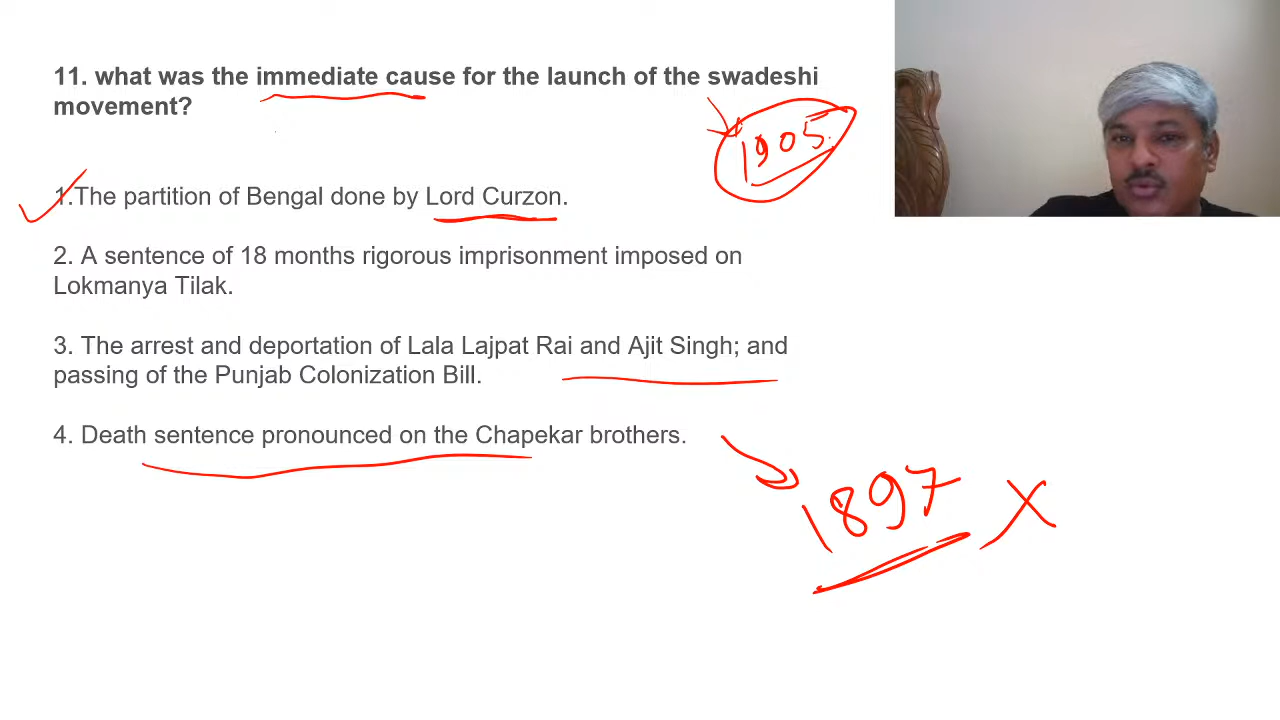 11. what was the immediate cause for the launch of the swadeshi
movement?
1905
1.The partition of Bengal done by Lord Curzon.
2. A sentence of 18 months rigorous imprisonment imposed on
Lokmanya Tilak.
3. The arrest and deportation of Lala Lajpat Rai and Ajit Singh; and
passing of the Punjab Colonization Bill.
4. Death sentence pronounced on the Chapekar brothers.
1897 X